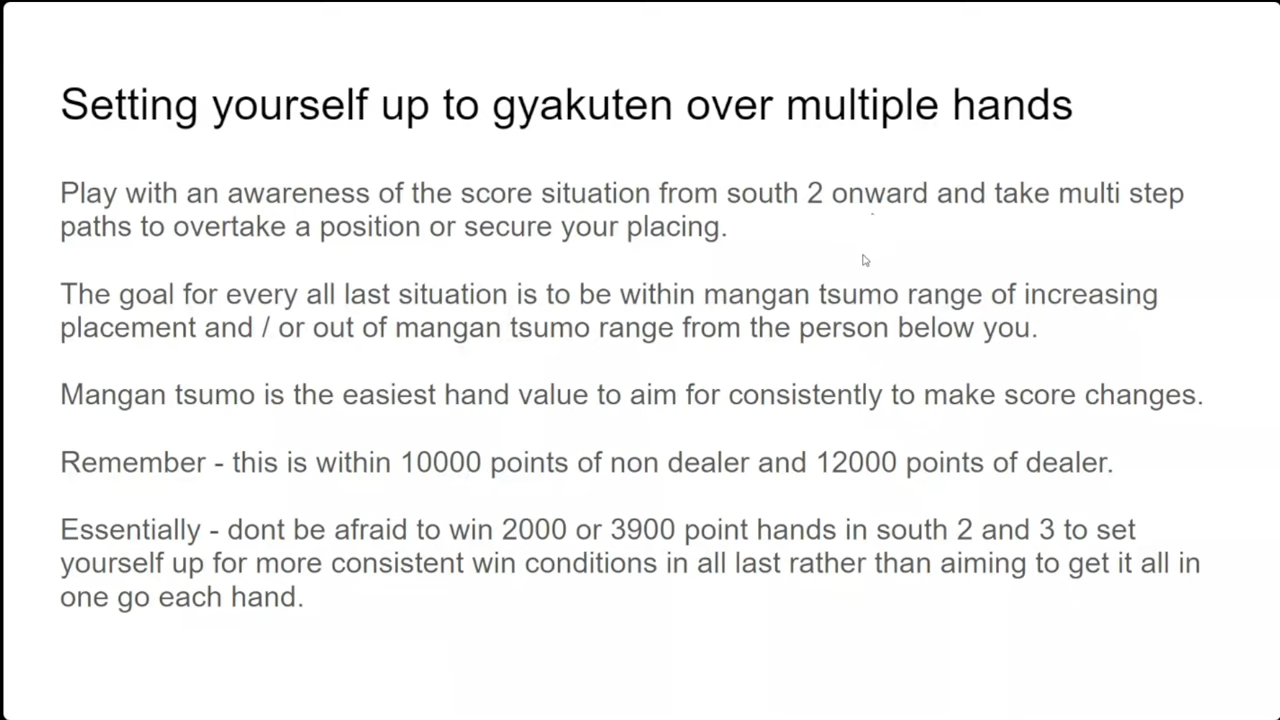 Setting yourself up to gyakuten over multiple hands
Play with an awareness of the score situation from south 2 onward and take multi step
paths to overtake a position or secure your placing.
The goal for every all last situation is to be within mangan tsumo range of increasing
placement and / or out of mangan tsumo range from the person below you.
Mangan tsumo is the easiest hand value to aim for consistently to make score changes.
Remember - this is within 10000 points of non dealer and 12000 points of dealer.
Essentially - dont be afraid to win 2000 or 3900 point hands in south 2 and 3 to set
yourself up for more consistent win conditions in all last rather than aiming to get it all in
one go each hand.